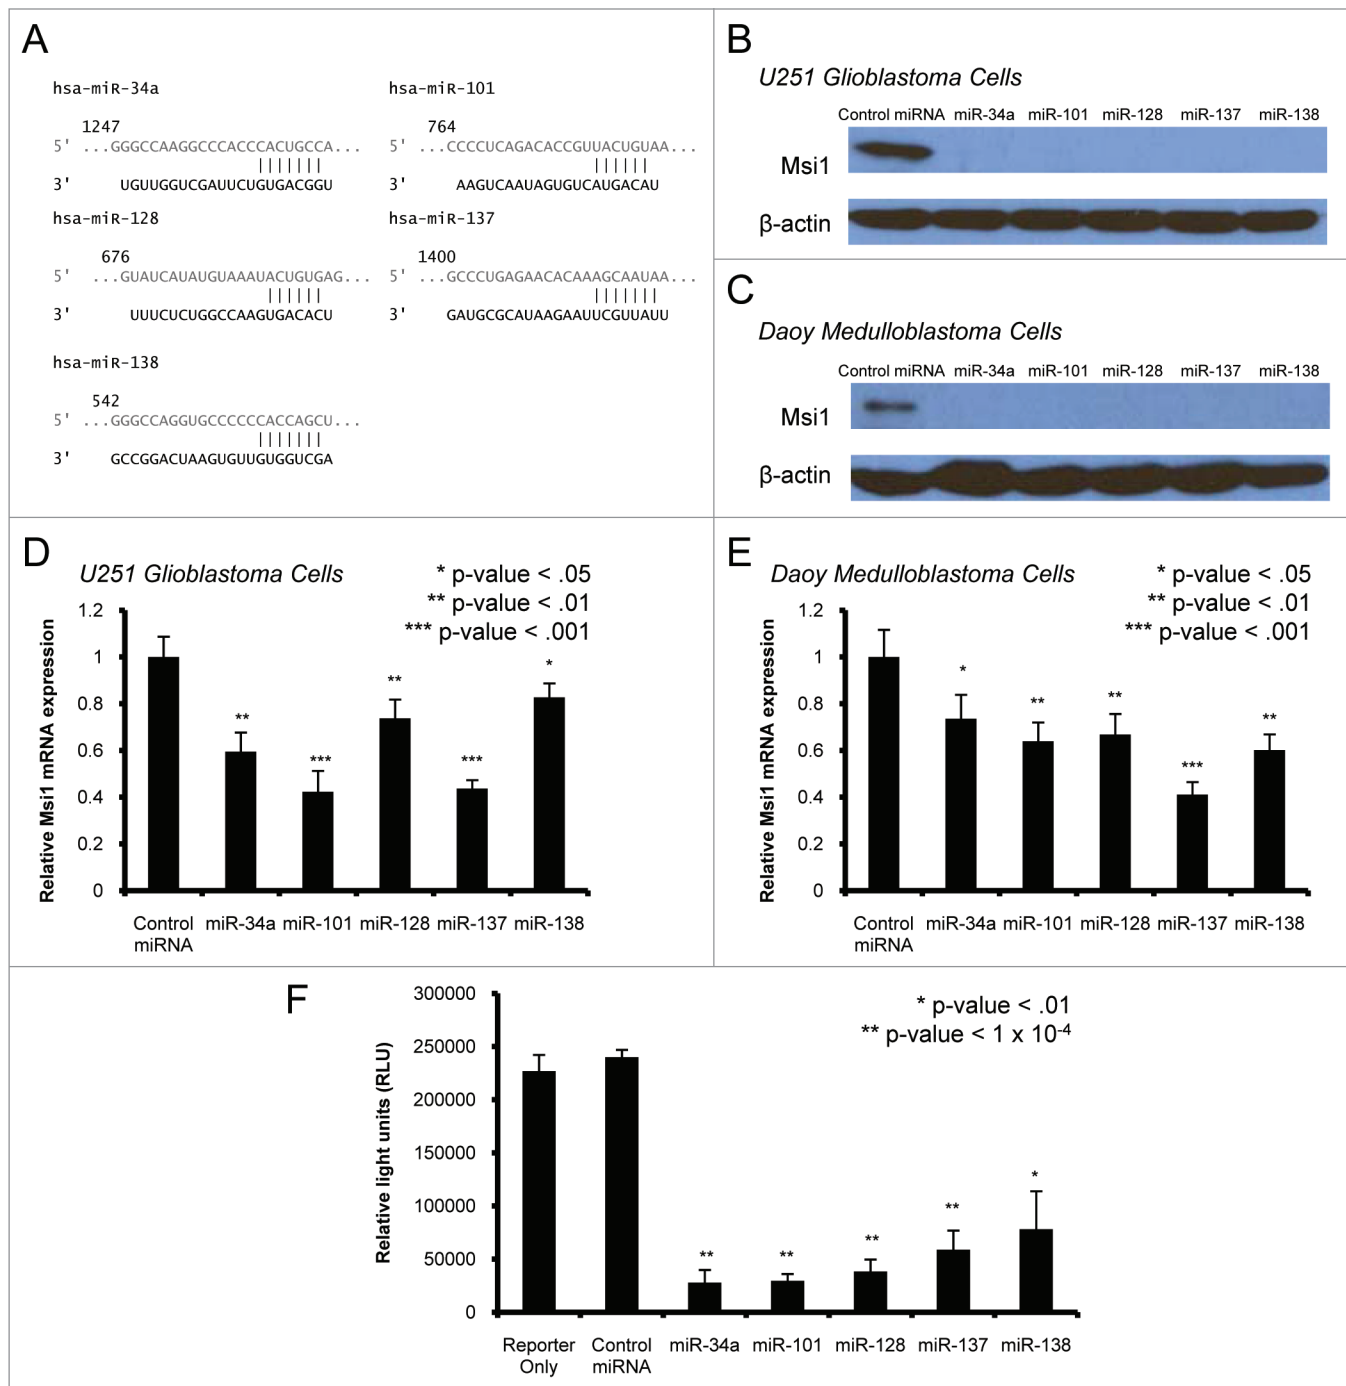 A
hsa-miR-34a
1247
5' ...GGGCCAAGGCCCACCCACUGCCA...
3' UGUUGGUCGAUUCUGUGACGGU
hsa-miR-101
764
5' ...CCCCUCAGACACCGUUACUGUAA...
3' AAGUCAAUAGUGUCAUGACAU
hsa-miR-128
676
5' ...GUAUCAUAUGUAAAUACUGUGAG...
3' UUUCUCUGGCCAAGUGACACU
hsa-miR-137
1400
5' ...GCCCUGAGAACACAAAGCAAUAA...
3' GAUGCGCAUAAGAAUUCGUUAUU
hsa-miR-138
542
5' ...GGGCCAGGUGCCCCCCACCAGCU...
3' GCCGGACUAAGUGUUGUGGUCGA
B
U251 Glioblastoma Cells
Control miRNA miR-34a miR-101 miR-128 miR-137 miR-138
Msi1
β-actin
C
Daoy Medulloblastoma Cells
Control miRNA miR-34a miR-101 miR-128 miR-137 miR-138
Msi1
β-actin
D
U251 Glioblastoma Cells
* p-value < .05
** p-value < .01
*** p-value < .001
Relative Msi1 mRNA expression
1.2
1
0.8
0.6
0.4
0.2
0
** *** ** *** *
Control miRNA miR-34a miR-101 miR-128 miR-137 miR-138
E
Daoy Medulloblastoma Cells
* p-value < .05
** p-value < .01
*** p-value < .001
Relative Msi1 mRNA expression
1.2
1
0.8
0.6
0.4
0.2
0
* ** ** *** **
Control miRNA miR-34a miR-101 miR-128 miR-137 miR-138
F
* p-value < .01
** p-value < 1 x 10⁻⁴
Relative light units (RLU)
300000
250000
200000
150000
100000
50000
0
** ** ** ** *
Reporter Only Control miRNA miR-34a miR-101 miR-128 miR-137 miR-138